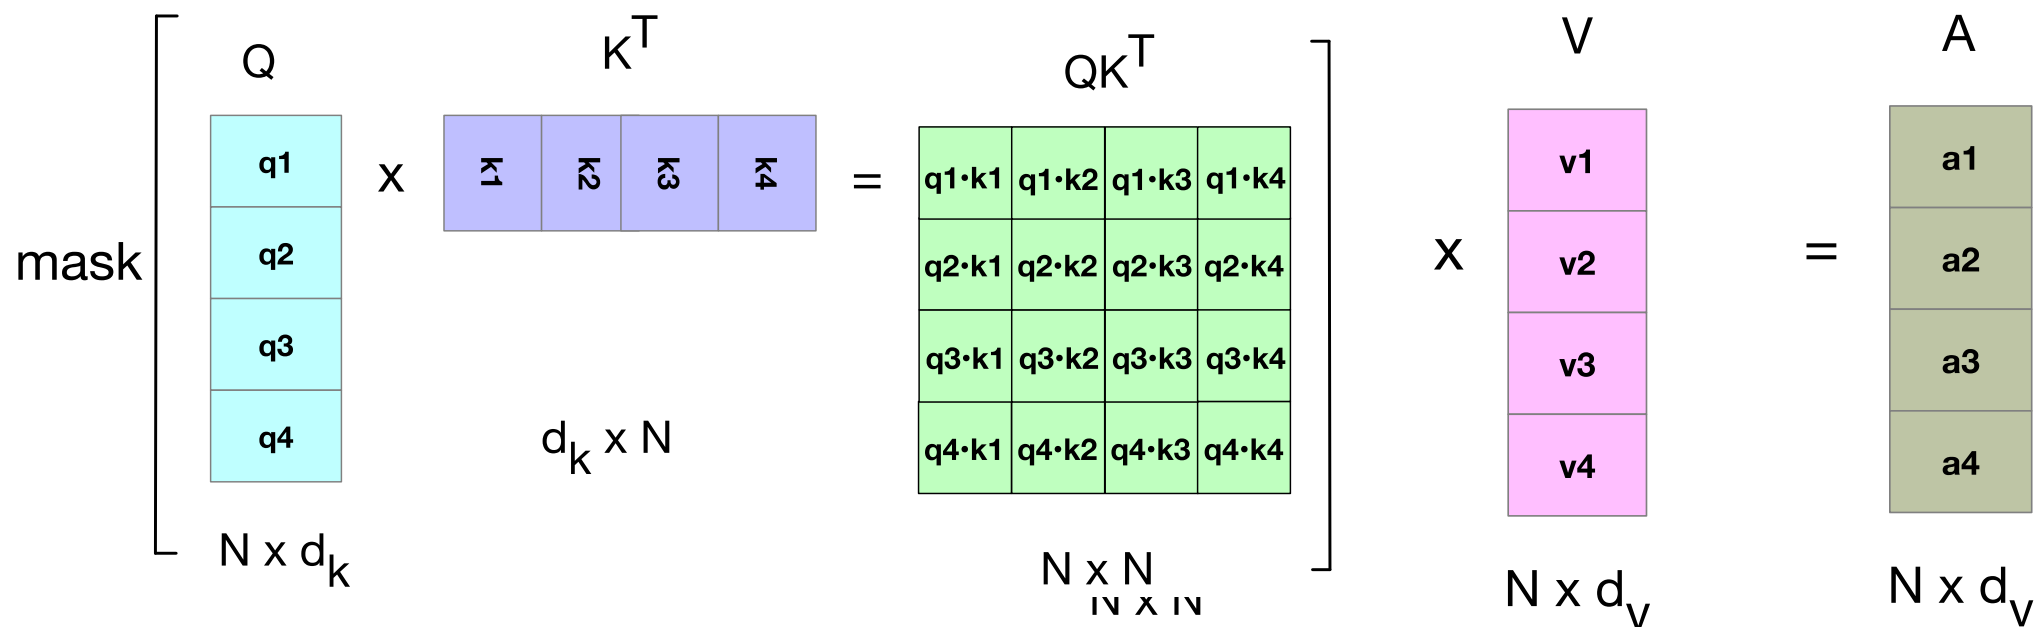 Q x K^T = QK^T
V
A
mask
q1
q2
q3
q4
N x d_k
x
k1 k2 k3 k4
d_k x N
=
q1·k1 q1·k2 q1·k3 q1·k4
q2·k1 q2·k2 q2·k3 q2·k4
q3·k1 q3·k2 q3·k3 q3·k4
q4·k1 q4·k2 q4·k3 q4·k4
N x N
N x N
x
v1
v2
v3
v4
N x d_v
=
a1
a2
a3
a4
N x d_v